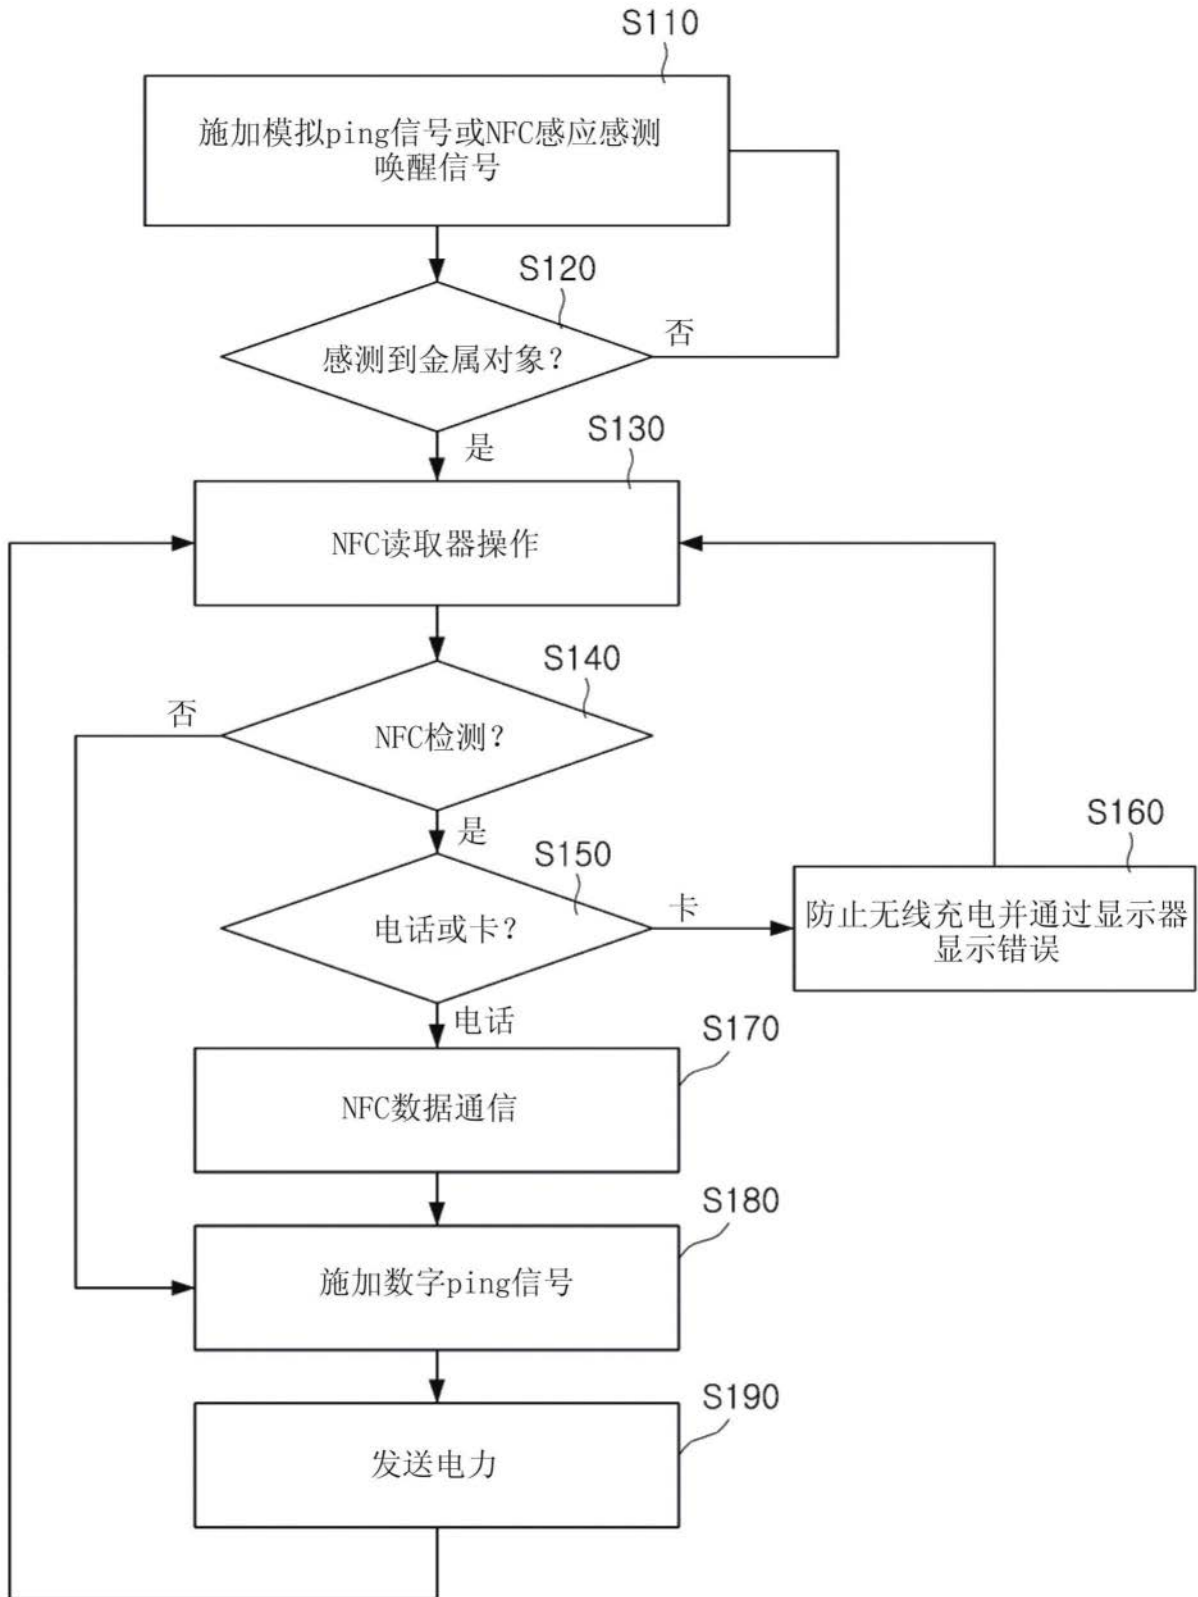 S110
施加模拟ping信号或NFC感应感测
唤醒信号
S120
感测到金属对象？
否
是
S130
NFC读取器操作
S140
否
NFC检测？
是
S150
电话或卡？
卡
S160
防止无线充电并通过显示器
显示错误
电话
S170
NFC数据通信
S180
施加数字ping信号
S190
发送电力